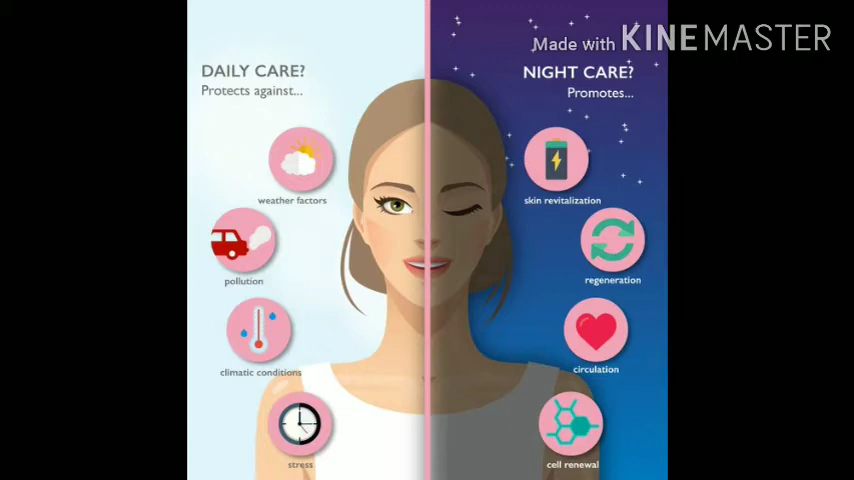 Made with KINEMASTER
DAILY CARE?
Protects against...
weather factors
pollution
climatic conditions
stress
NIGHT CARE?
Promotes...
skin revitalization
regeneration
circulation
cell renewal